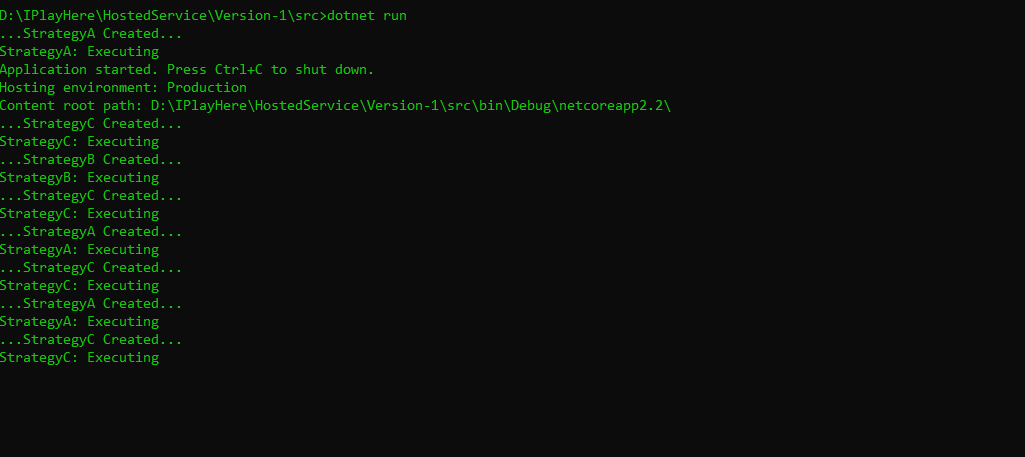 D:\IPlayHere\HostedService\Version-1\src>dotnet run
...StrategyA Created...
StrategyA: Executing
Application started. Press Ctrl+C to shut down.
Hosting environment: Production
Content root path: D:\IPlayHere\HostedService\Version-1\src\bin\Debug\netcoreapp2.2\
...StrategyC Created...
StrategyC: Executing
...StrategyB Created...
StrategyB: Executing
...StrategyC Created...
StrategyC: Executing
...StrategyA Created...
StrategyA: Executing
...StrategyC Created...
StrategyC: Executing
...StrategyA Created...
StrategyA: Executing
...StrategyC Created...
StrategyC: Executing